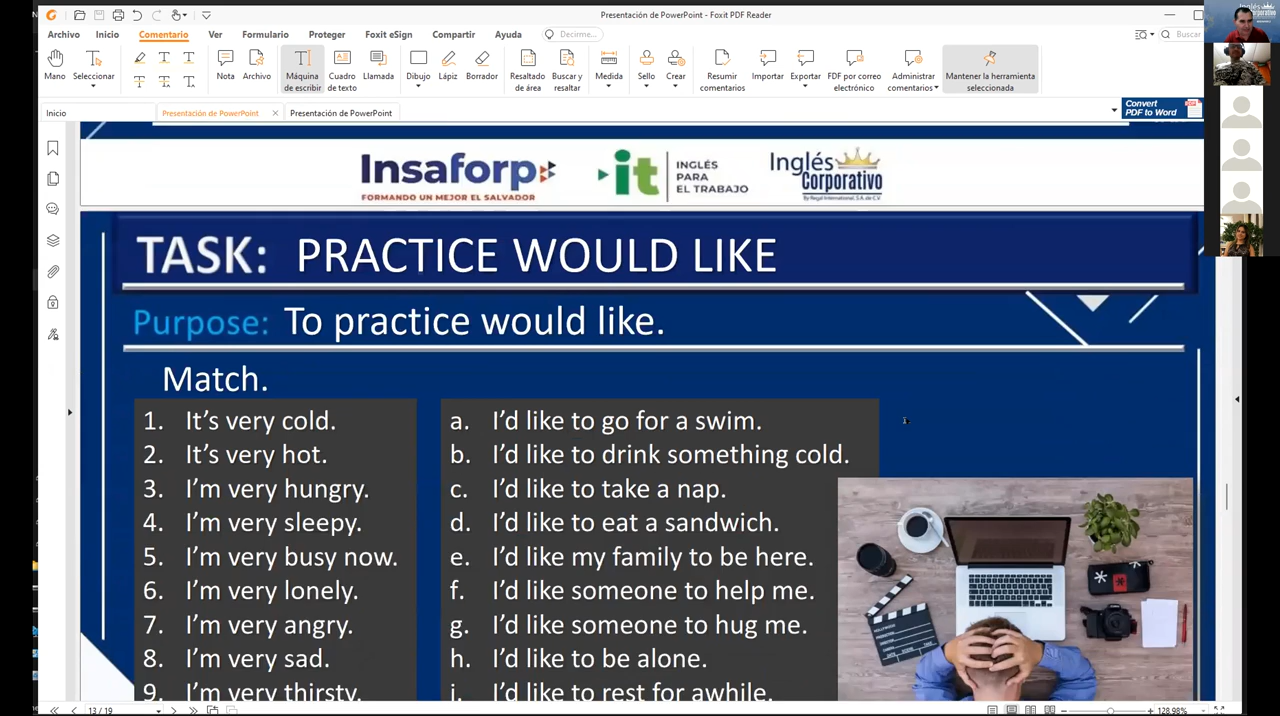 Presentación de PowerPoint - Foxit PDF Reader
Archivo Inicio Comentario Ver Formulario Proteger Foxit eSign Compartir Ayuda Decirme... Buscar
Mano Seleccionar Nota Archivo Máquina de escribir Cuadro de texto Llamada Dibujo Lápiz Borrador Resaltado de área Buscar y resaltar Medida Sello Crear Resumir comentarios Importar Exportar FDF por correo electrónico Administrar comentarios Mantener la herramienta seleccionada
Inicio Presentación de PowerPoint Presentación de PowerPoint
Convert
PDF to Word
Insaforp
FORMANDO UN MEJOR EL SALVADOR
it
INGLÉS
PARA
EL TRABAJO
Inglés
Corporativo
By Regal International, S.A. de C.V.
TASK: PRACTICE WOULD LIKE
Purpose: To practice would like.
Match.
1. It's very cold.
2. It's very hot.
3. I'm very hungry.
4. I'm very sleepy.
5. I'm very busy now.
6. I'm very lonely.
7. I'm very angry.
8. I'm very sad.
9. I'm very thirsty.
a. I'd like to go for a swim.
b. I'd like to drink something cold.
c. I'd like to take a nap.
d. I'd like to eat a sandwich.
e. I'd like my family to be here.
f. I'd like someone to help me.
g. I'd like someone to hug me.
h. I'd like to be alone.
i. I'd like to rest for awhile.
13 / 19
128.98%